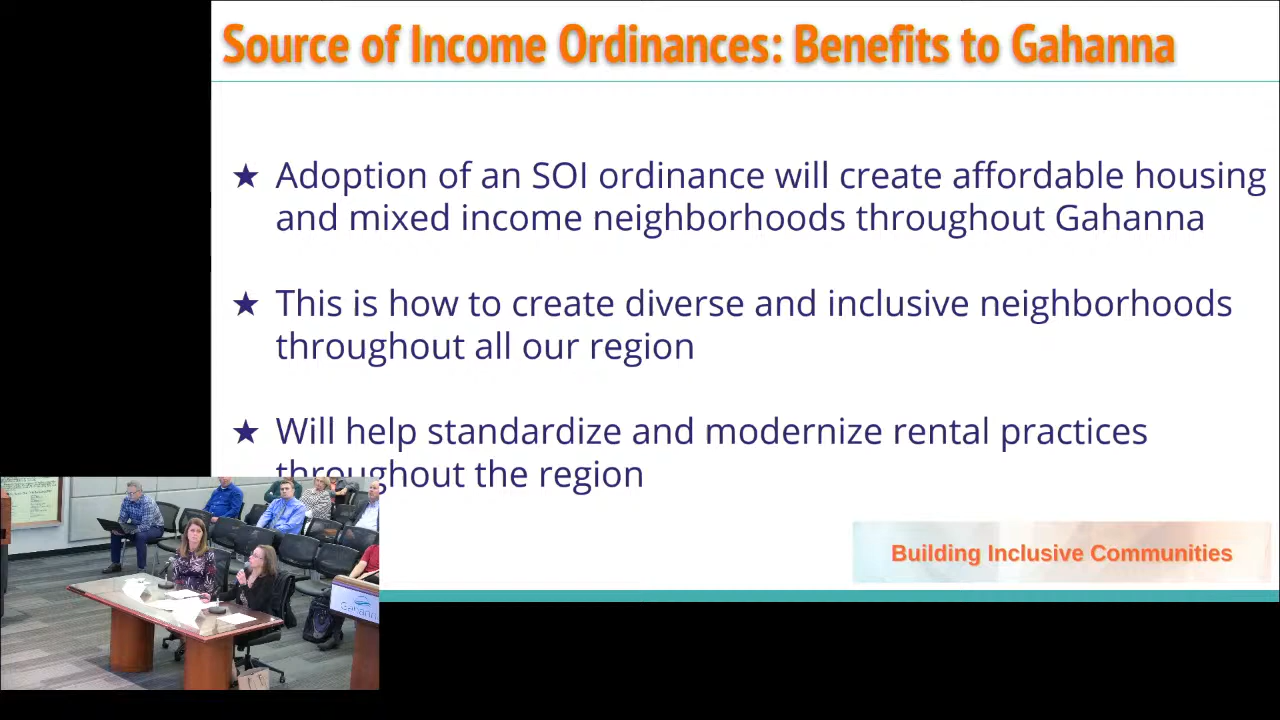 Source of Income Ordinances: Benefits to Gahanna
★ Adoption of an SOI ordinance will create affordable housing
and mixed income neighborhoods throughout Gahanna
★ This is how to create diverse and inclusive neighborhoods
throughout all our region
★ Will help standardize and modernize rental practices
throughout the region
Building Inclusive Communities